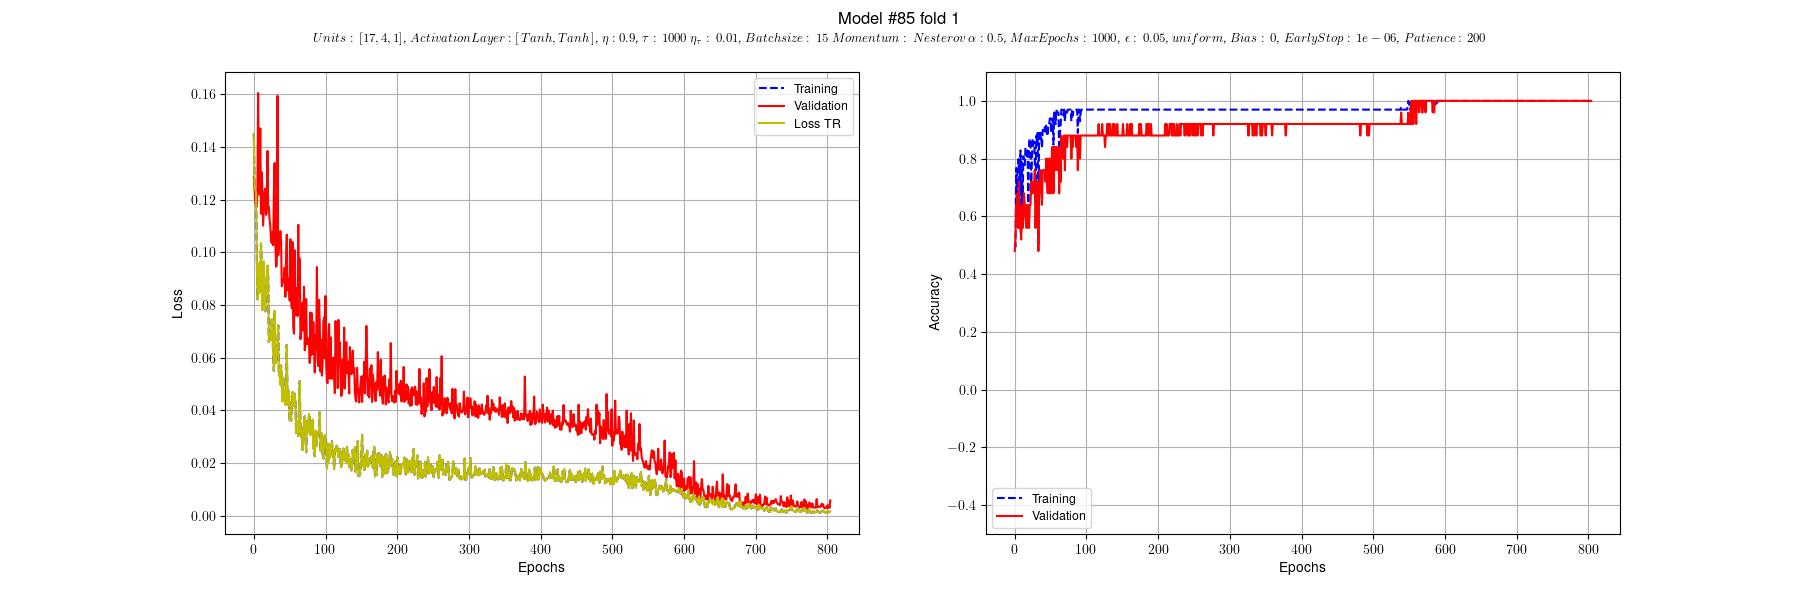 Model #85 fold 1
Units : [17, 4, 1], ActivationLayer : [Tanh, Tanh], η : 0.9, τ : 1000 ητ : 0.01, Batchsize : 15 Momentum : Nesterov α : 0.5, MaxEpochs : 1000, ϵ : 0.05, uniform, Bias : 0, EarlyStop : 1e − 06, Patience : 200
Training
Validation
Loss TR
0.16
0.14
0.12
0.10
0.08
0.06
0.04
0.02
0.00
Loss
0 100 200 300 400 500 600 700 800
Epochs
1.0
0.8
0.6
0.4
0.2
0.0
−0.2
−0.4
Accuracy
Training
Validation
0 100 200 300 400 500 600 700 800
Epochs